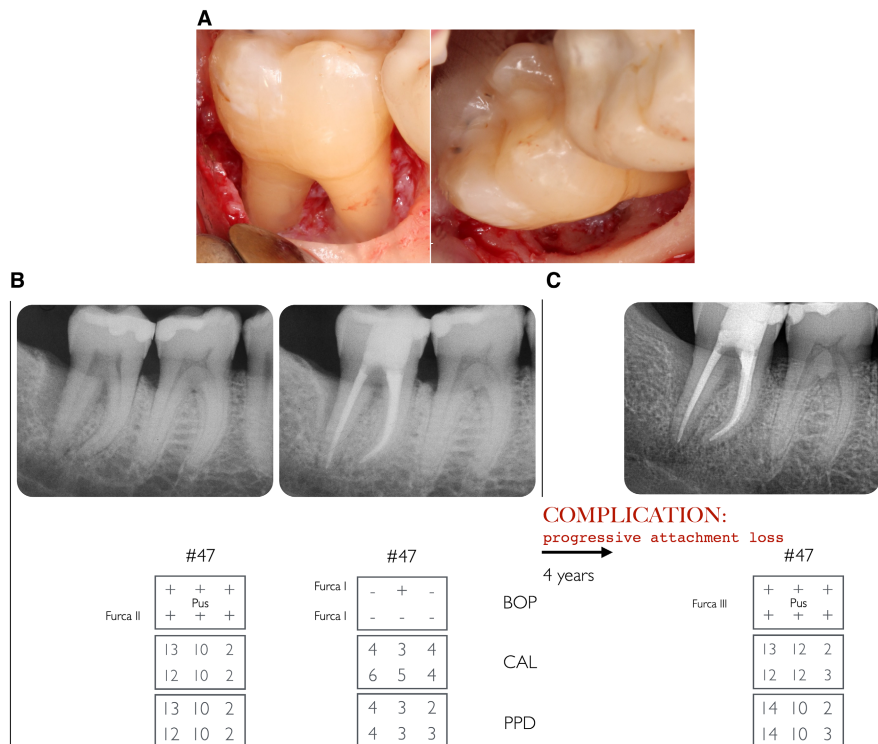 A
B
C
COMPLICATION:
progressive attachment loss
4 years
#47
#47
#47
Furca II
+ + +
Pus
+ + +
Furca I
Furca I
- + -
- - -
BOP
Furca III
+ + +
Pus
+ + +
13 10 2
12 10 2
4 3 4
6 5 4
CAL
13 12 2
12 12 3
13 10 2
12 10 2
4 3 2
4 3 3
PPD
14 10 2
14 10 3